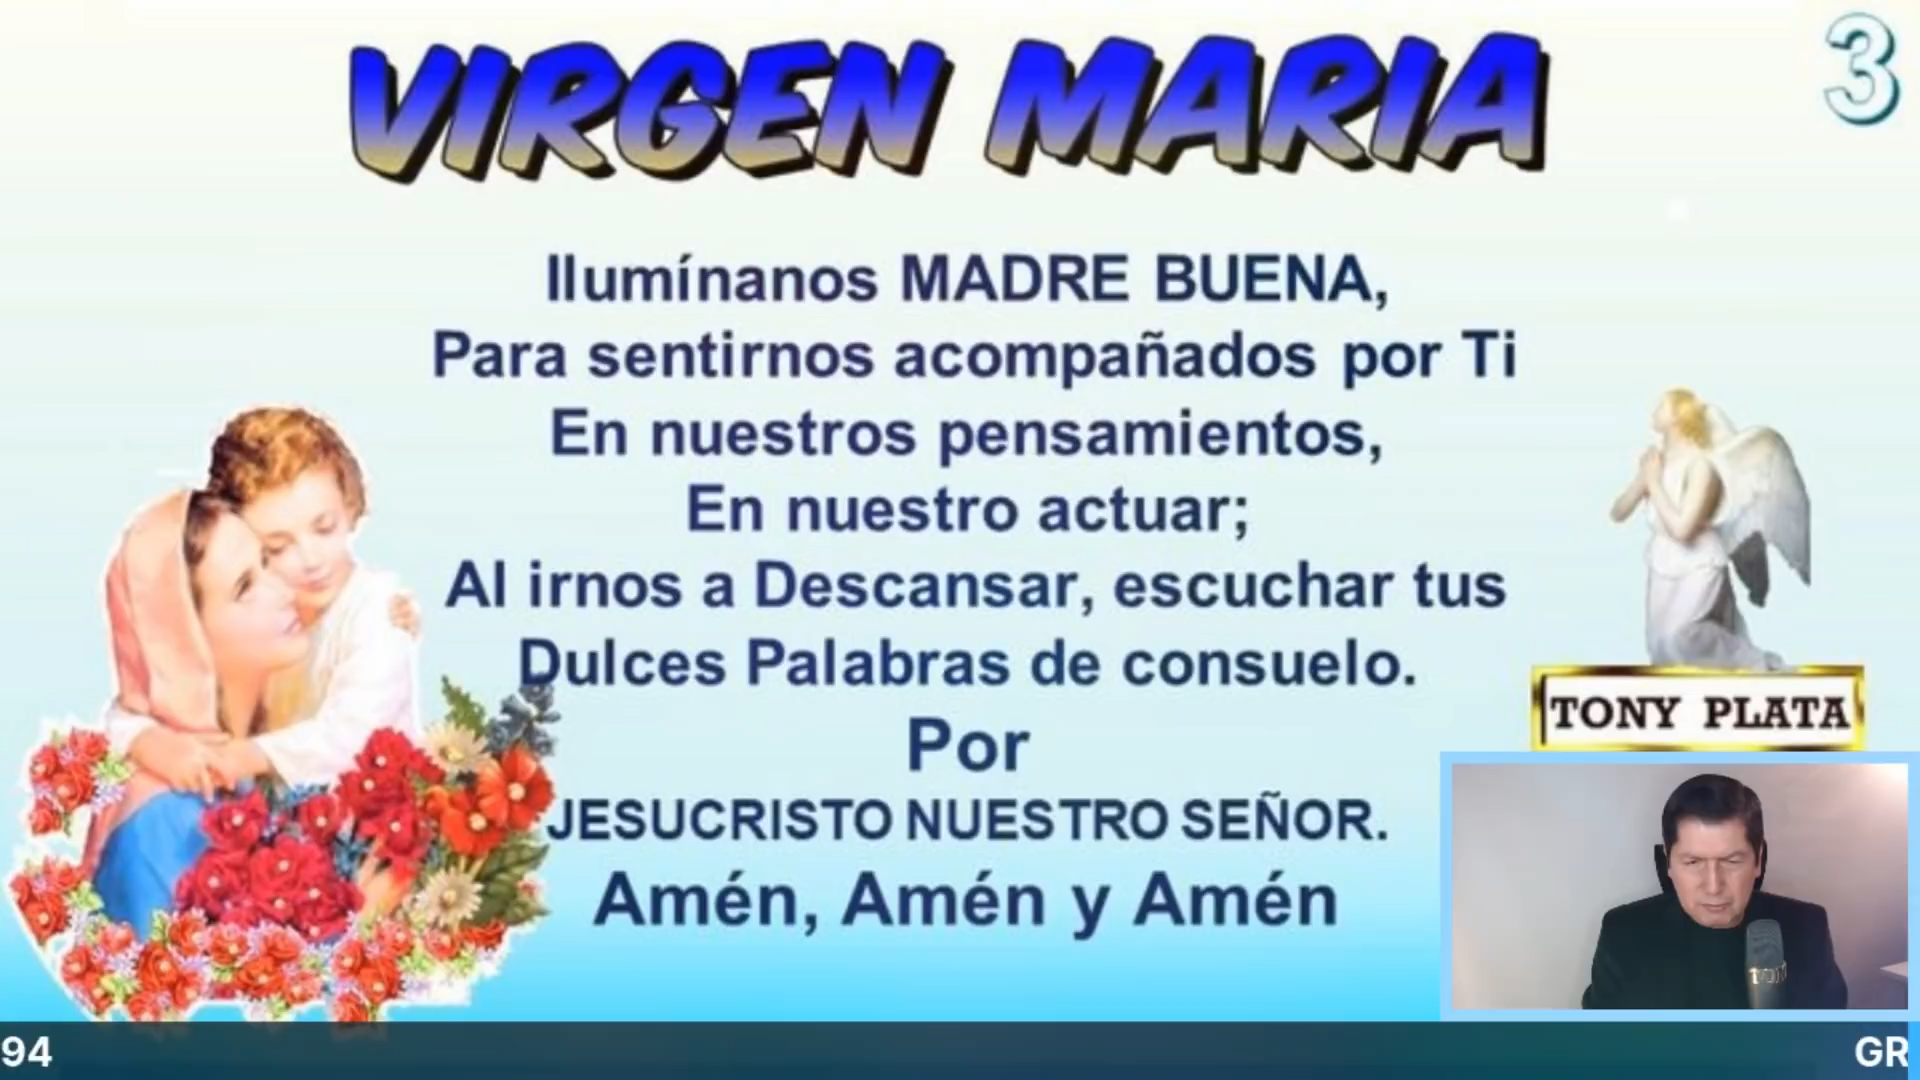 VIRGEN MARIA
3
Ilumínanos MADRE BUENA,
Para sentirnos acompañados por Ti
En nuestros pensamientos,
En nuestro actuar;
Al irnos a Descansar, escuchar tus
Dulces Palabras de consuelo.
Por
JESUCRISTO NUESTRO SEÑOR.
Amén, Amén y Amén
TONY PLATA
94
GR